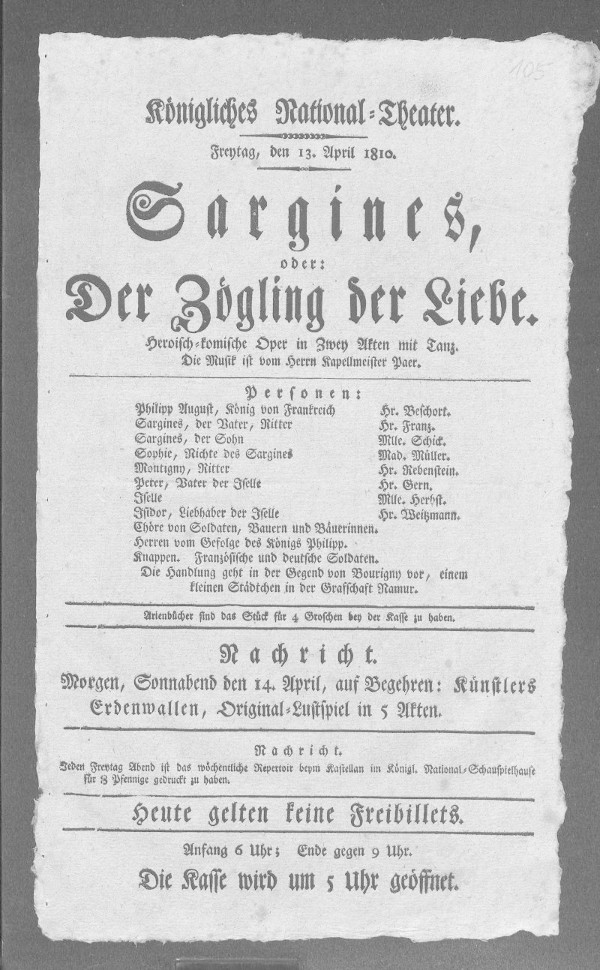 105
Königliches National-Theater.
Freytag, den 13. April 1810.
Sargines,
oder:
Der Zögling der Liebe.
Heroisch-komische Oper in Zwey Akten mit Tanz.
Die Musik ist vom Herrn Kapellmeister Paer.
Personen:
Philipp August, König von Frankreich Hr. Beschort.
Sargines, der Vater, Ritter Hr. Franz.
Sargines, der Sohn Mlle. Schick.
Sophie, Nichte des Sargines Mad. Müller.
Montigny, Ritter Hr. Rebenstein.
Peter, Vater der Iselle Hr. Gern.
Iselle Mlle. Herbst.
Isidor, Liebhaber der Iselle Hr. Weitzmann.
Chöre von Soldaten, Bauern und Bäuerinnen.
Herren vom Gefolge des Königs Philipp.
Knappen. Französische und deutsche Soldaten.
Die Handlung geht in der Gegend von Bourigny vor, einem
kleinen Städtchen in der Grafschaft Namur.
Arienbücher sind das Stück für 4 Groschen bey der Kasse zu haben.
Nachricht.
Morgen, Sonnabend den 14. April, auf Begehren: Künstlers
Erdenwallen, Original-Lustspiel in 5 Akten.
Nachricht.
Jeden Freytag Abend ist das wöchentliche Repertoir beym Kastellan im Königl. National-Schauspielhause
für 18 Pfennige gedruckt zu haben.
Heute gelten keine Freibillets.
Anfang 6 Uhr; Ende gegen 9 Uhr.
Die Kasse wird um 5 Uhr geöffnet.